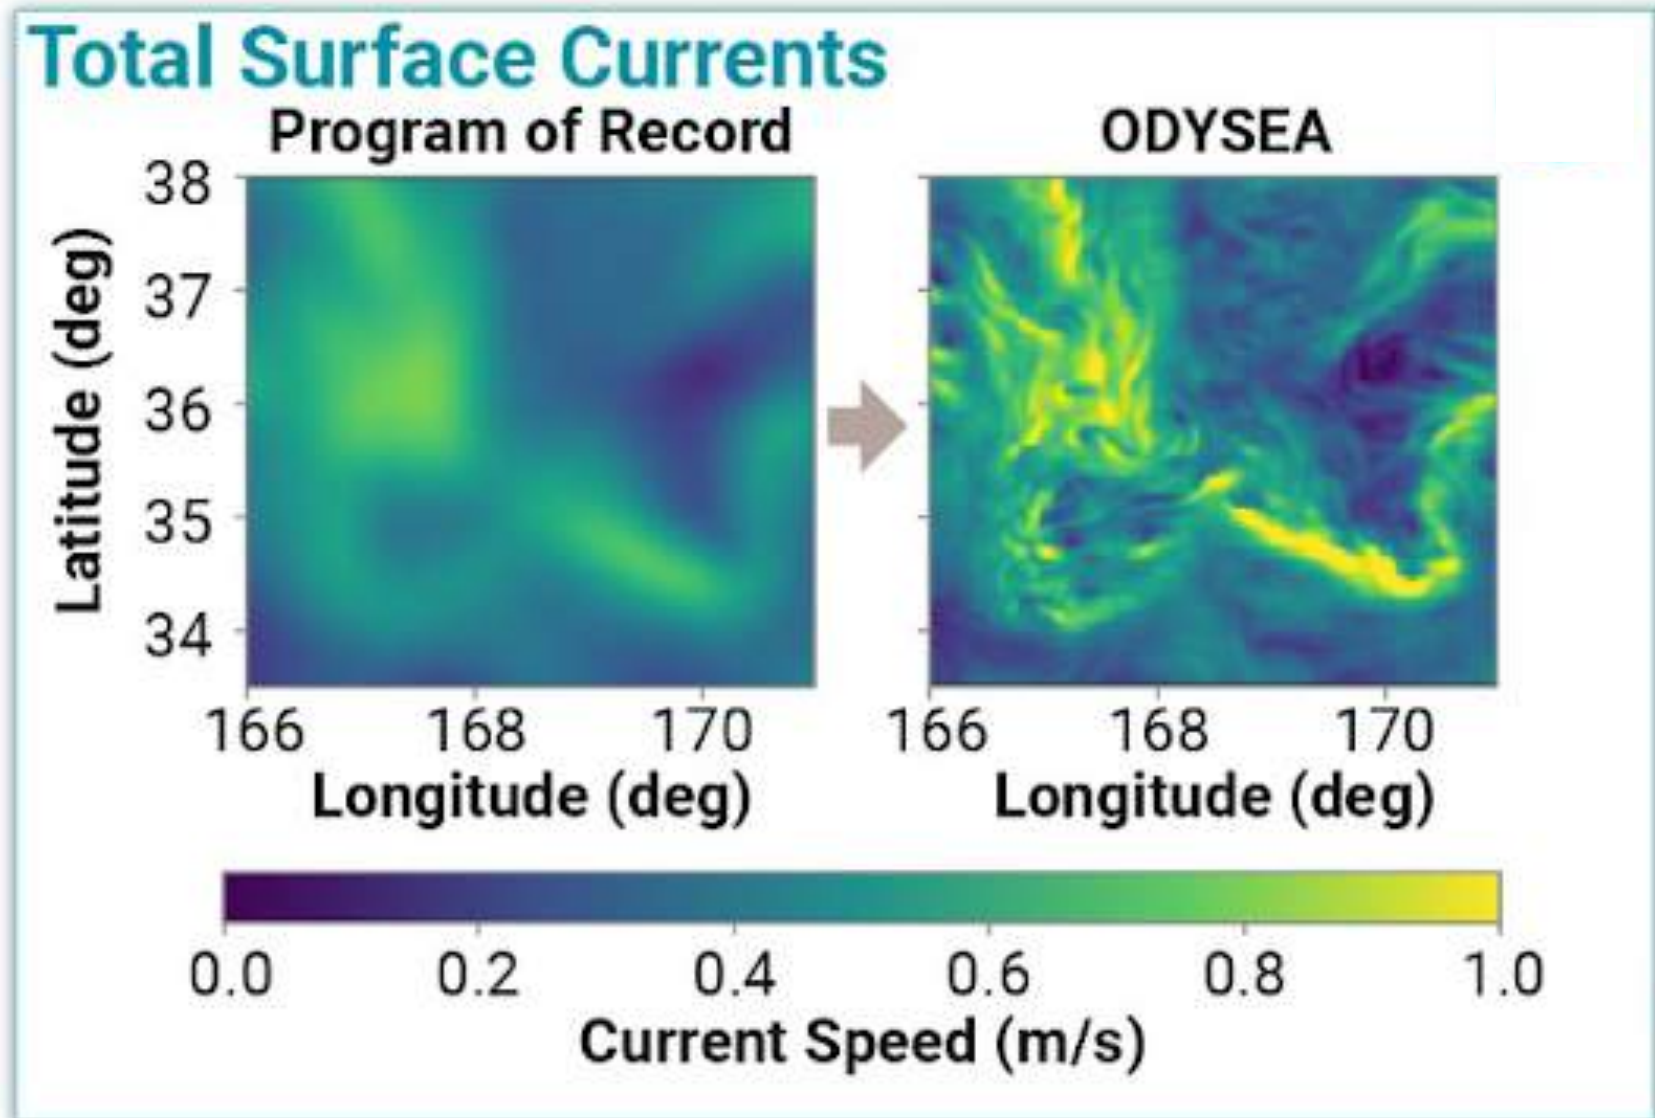 Total Surface Currents
Program of Record
ODYSEA
Latitude (deg)
38
37
36
35
34
166 168 170
166 168 170
Longitude (deg)
Longitude (deg)
0.0 0.2 0.4 0.6 0.8 1.0
Current Speed (m/s)